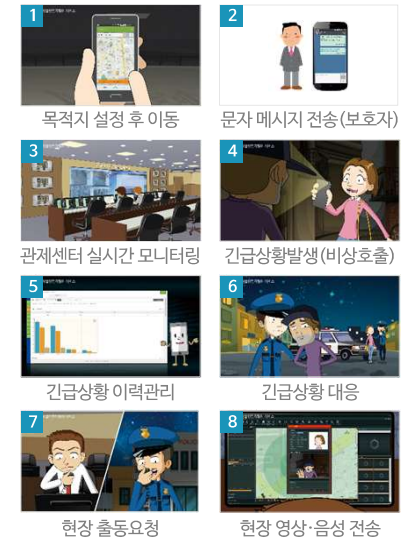 1
2
목적지 설정 후 이동
문자 메시지 전송(보호자)
3
4
관제센터 실시간 모니터링
긴급상황발생(비상호출)
5
6
긴급상황 이력관리
긴급상황 대응
7
8
현장 출동요청
현장 영상·음성 전송